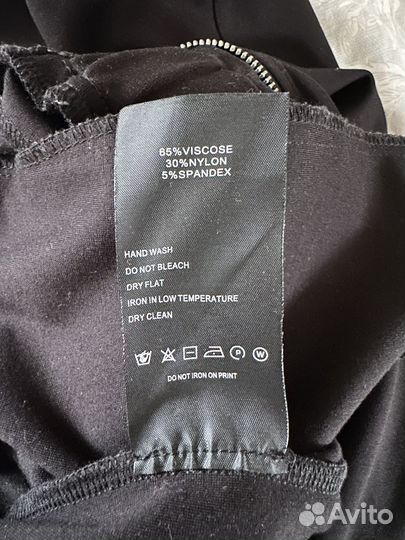 65%VISCOSE
30%NYLON
5%SPANDEX
HAND WASH
DO NOT BLEACH
DRY FLAT
IRON IN LOW TEMPERATURE
DRY CLEAN
P W
DO NOT IRON ON PRINT
Avito